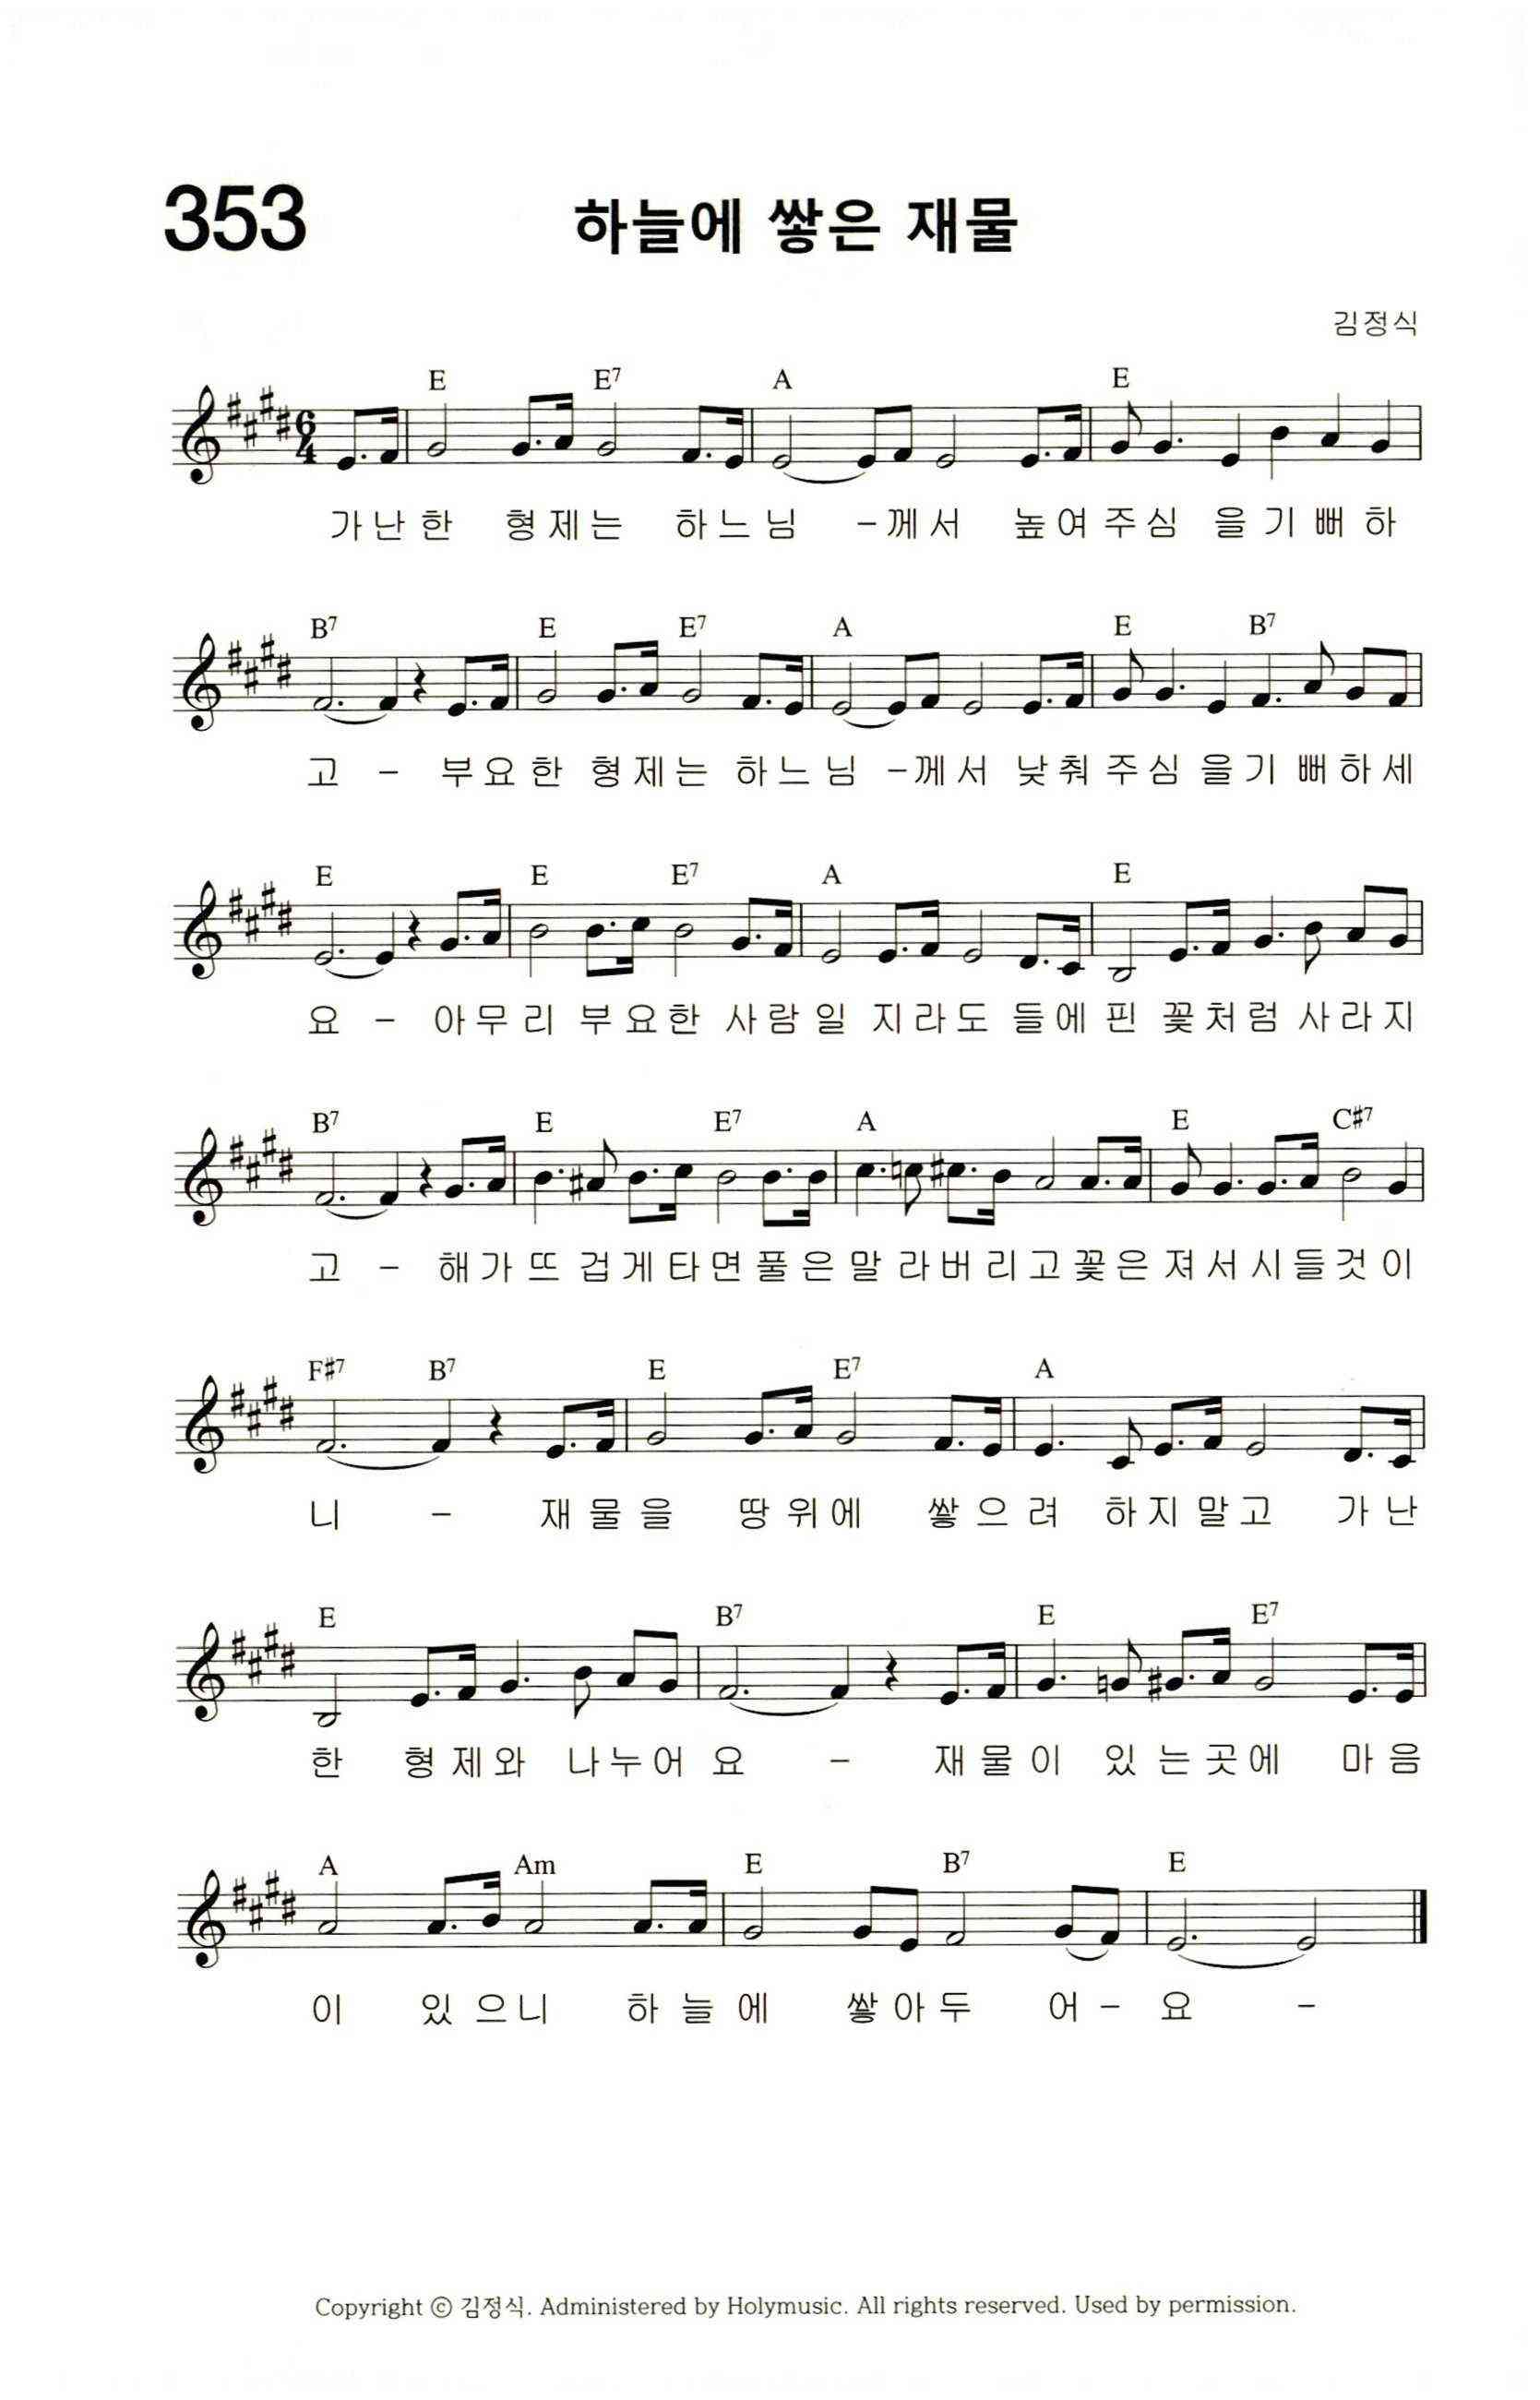 353
하늘에 쌓은 재물
김정식
E E7 A E
6
4
가난한 형제는 하느님 -께서 높여주심 을기뻐하
B7 E E7 A E B7
고 - 부요한 형제는 하느님 -께서 낮춰주심 을기 뻐하세
E E E7 A E
요 - 아무리 부요한 사람일 지라도 들에핀 꽃처럼 사라지
B7 E E7 A E C#7
고 - 해가뜨 겁게타면풀은말 라버리고꽃은져서시들것이
F#7 B7 E E7 A
니 - 재물을 땅위에 쌓으려 하지말고 가난
E B7 E E7
한 형제와 나누어 요 - 재물이 있는곳에 마음
A Am E B7 E
이 있으니 하늘에 쌓아두 어- 요 -
Copyright ⓒ 김정식. Administered by Holymusic. All rights reserved. Used by permission.